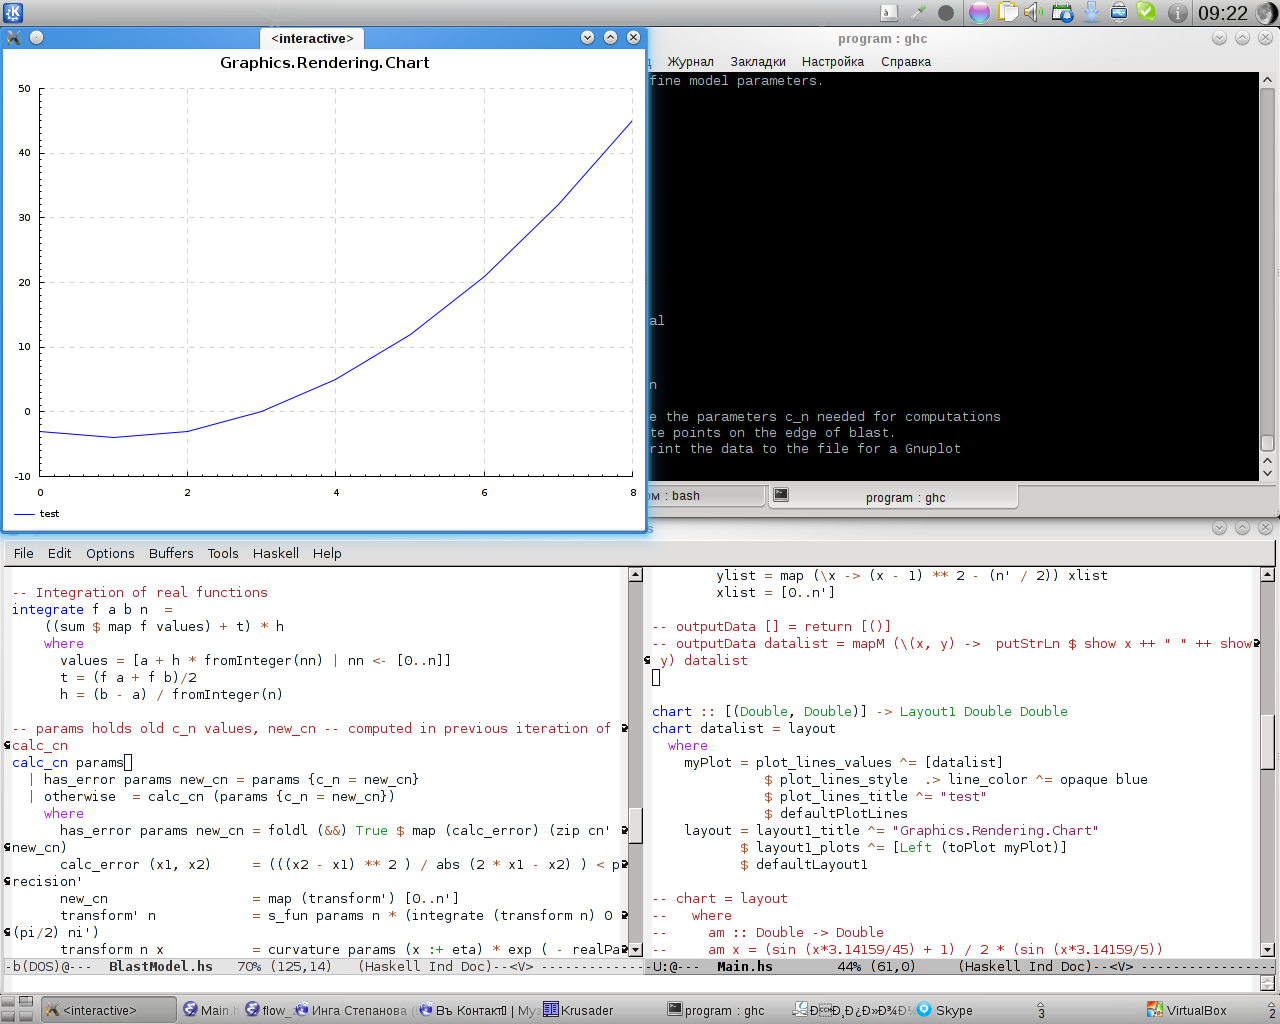 09:22
<interactive>
Graphics.Rendering.Chart
50
40
30
20
10
0
-10
0 2 4 6 8
test
program : ghc
Журнал Закладки Настройка Справка
fine model parameters.
al
n
e the parameters c_n needed for computations
te points on the edge of blast.
rint the data to the file for a Gnuplot
ом : bash
program : ghc
File Edit Options Buffers Tools Haskell Help
-- Integration of real functions
integrate f a b n  =
    ((sum $ map f values) + t) * h
    where
      values = [a + h * fromInteger(nn) | nn <- [0..n]]
      t = (f a + f b)/2
      h = (b - a) / fromInteger(n)
-- params holds old c_n values, new_cn -- computed in previous iteration of
calc_cn
calc_cn params
  | has_error params new_cn = params {c_n = new_cn}
  | otherwise  = calc_cn (params {c_n = new_cn})
    where
      has_error params new_cn = foldl (&&) True $ map (calc_error) (zip cn'
new_cn)
      calc_error (x1, x2)     = (((x2 - x1) ** 2 ) / abs (2 * x1 - x2) ) < p
recision'
      new_cn                  = map (transform') [0..n']
      transform' n            = s_fun params n * (integrate (transform n) 0
(pi/2) ni')
      transform n x           = curvature params (x :+ eta) * exp ( - realPa
-b(DOS)@---  BlastModel.hs   70% (125,14)   (Haskell Ind Doc)--<V> -------------
        ylist = map (\x -> (x - 1) ** 2 - (n' / 2)) xlist
        xlist = [0..n']
-- outputData [] = return [()]
-- outputData datalist = mapM (\(x, y) ->  putStrLn $ show x ++ " " ++ show
 y) datalist
chart :: [(Double, Double)] -> Layout1 Double Double
chart datalist = layout
  where
    myPlot = plot_lines_values ^= [datalist]
              $ plot_lines_style  .> line_color ^= opaque blue
              $ plot_lines_title ^= "test"
              $ defaultPlotLines
    layout = layout1_title ^= "Graphics.Rendering.Chart"
           $ layout1_plots ^= [Left (toPlot myPlot)]
           $ defaultLayout1
-- chart = layout
--   where
--     am :: Double -> Double
--     am x = (sin (x*3.14159/45) + 1) / 2 * (sin (x*3.14159/5))
-U:@---  Main.hs        44% (61,0)     (Haskell Ind Doc)--<V> ------------------
<interactive> Main.h flow_ Инга Степанова ( Въ Контакт | Му Krusader program : ghc Skype 3 VirtualBox 2